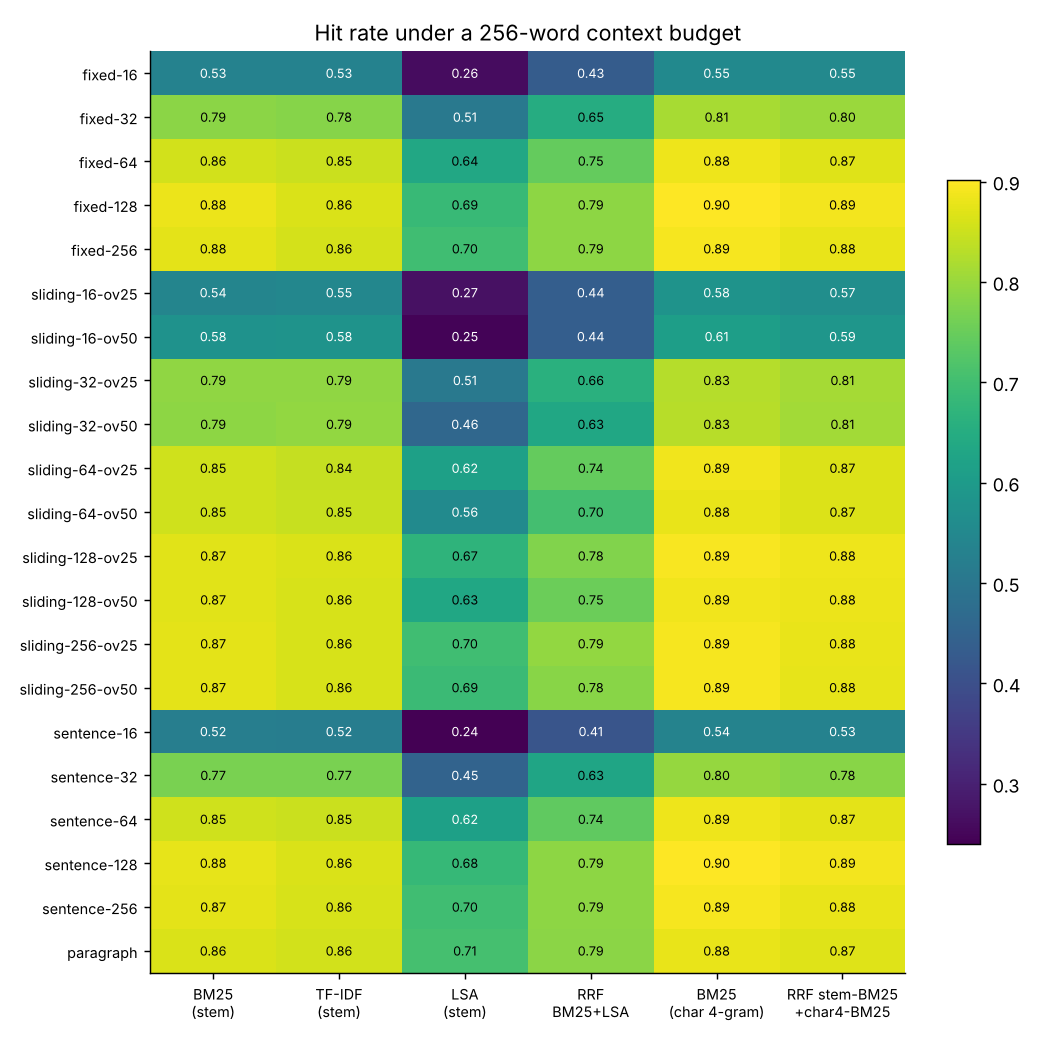 Hit rate under a 256-word context budget
fixed-16 0.53 0.53 0.26 0.43 0.55 0.55
fixed-32 0.79 0.78 0.51 0.65 0.81 0.80
fixed-64 0.86 0.85 0.64 0.75 0.88 0.87
fixed-128 0.88 0.86 0.69 0.79 0.90 0.89
fixed-256 0.88 0.86 0.70 0.79 0.89 0.88
sliding-16-ov25 0.54 0.55 0.27 0.44 0.58 0.57
sliding-16-ov50 0.58 0.58 0.25 0.44 0.61 0.59
sliding-32-ov25 0.79 0.79 0.51 0.66 0.83 0.81
sliding-32-ov50 0.79 0.79 0.46 0.63 0.83 0.81
sliding-64-ov25 0.85 0.84 0.62 0.74 0.89 0.87
sliding-64-ov50 0.85 0.85 0.56 0.70 0.88 0.87
sliding-128-ov25 0.87 0.86 0.67 0.78 0.89 0.88
sliding-128-ov50 0.87 0.86 0.63 0.75 0.89 0.88
sliding-256-ov25 0.87 0.86 0.70 0.79 0.89 0.88
sliding-256-ov50 0.87 0.86 0.69 0.78 0.89 0.88
sentence-16 0.52 0.52 0.24 0.41 0.54 0.53
sentence-32 0.77 0.77 0.45 0.63 0.80 0.78
sentence-64 0.85 0.85 0.62 0.74 0.89 0.87
sentence-128 0.88 0.86 0.68 0.79 0.90 0.89
sentence-256 0.87 0.86 0.70 0.79 0.89 0.88
paragraph 0.86 0.86 0.71 0.79 0.88 0.87
BM25 TF-IDF LSA RRF BM25 RRF stem-BM25
(stem) (stem) (stem) BM25+LSA (char 4-gram) +char4-BM25
0.9
0.8
0.7
0.6
0.5
0.4
0.3